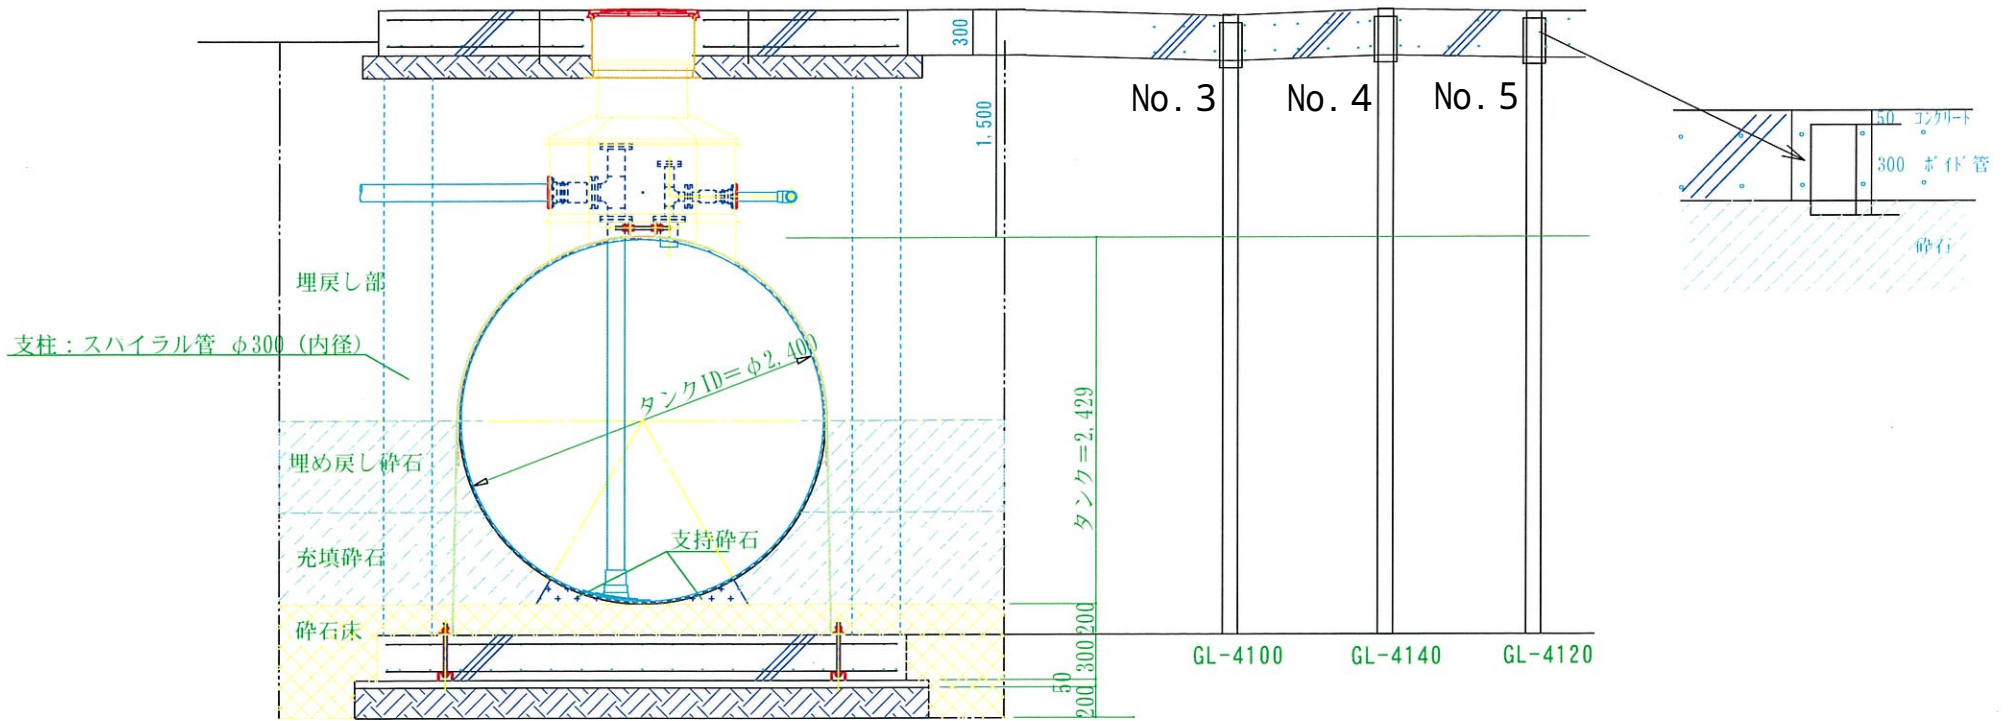 300
1.500
No.3
No.4
No.5
50 コンクリート
300 ボイド管
砕石
埋戻し部
支柱：スパイラル管 φ300（内径）
タンクID＝φ2.400
タンク＝2.429
埋め戻し砕石
支持砕石
充填砕石
砕石床
200
300
50
200
GL-4100
GL-4140
GL-4120